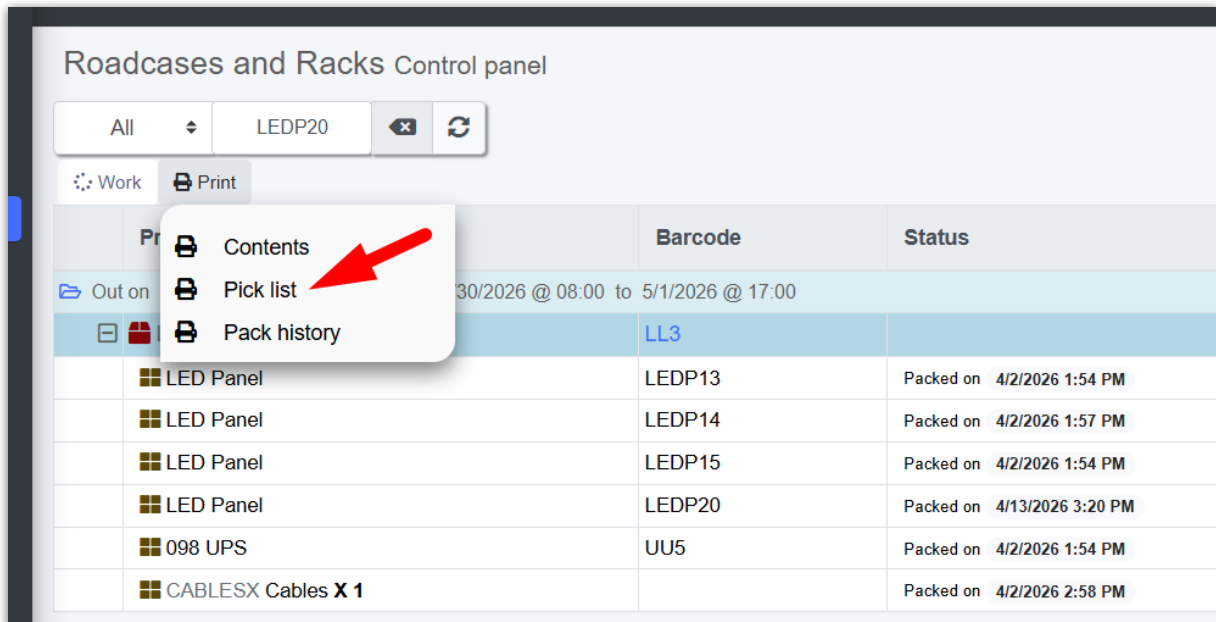 Roadcases and Racks Control panel
All LEDP20
Work Print
Barcode Status
Contents
Out on Pick list /30/2026 @ 08:00 to 5/1/2026 @ 17:00
Pack history LL3
LED Panel LEDP13 Packed on 4/2/2026 1:54 PM
LED Panel LEDP14 Packed on 4/2/2026 1:57 PM
LED Panel LEDP15 Packed on 4/2/2026 1:54 PM
LED Panel LEDP20 Packed on 4/13/2026 3:20 PM
098 UPS UU5 Packed on 4/2/2026 1:54 PM
CABLESX Cables X 1 Packed on 4/2/2026 2:58 PM